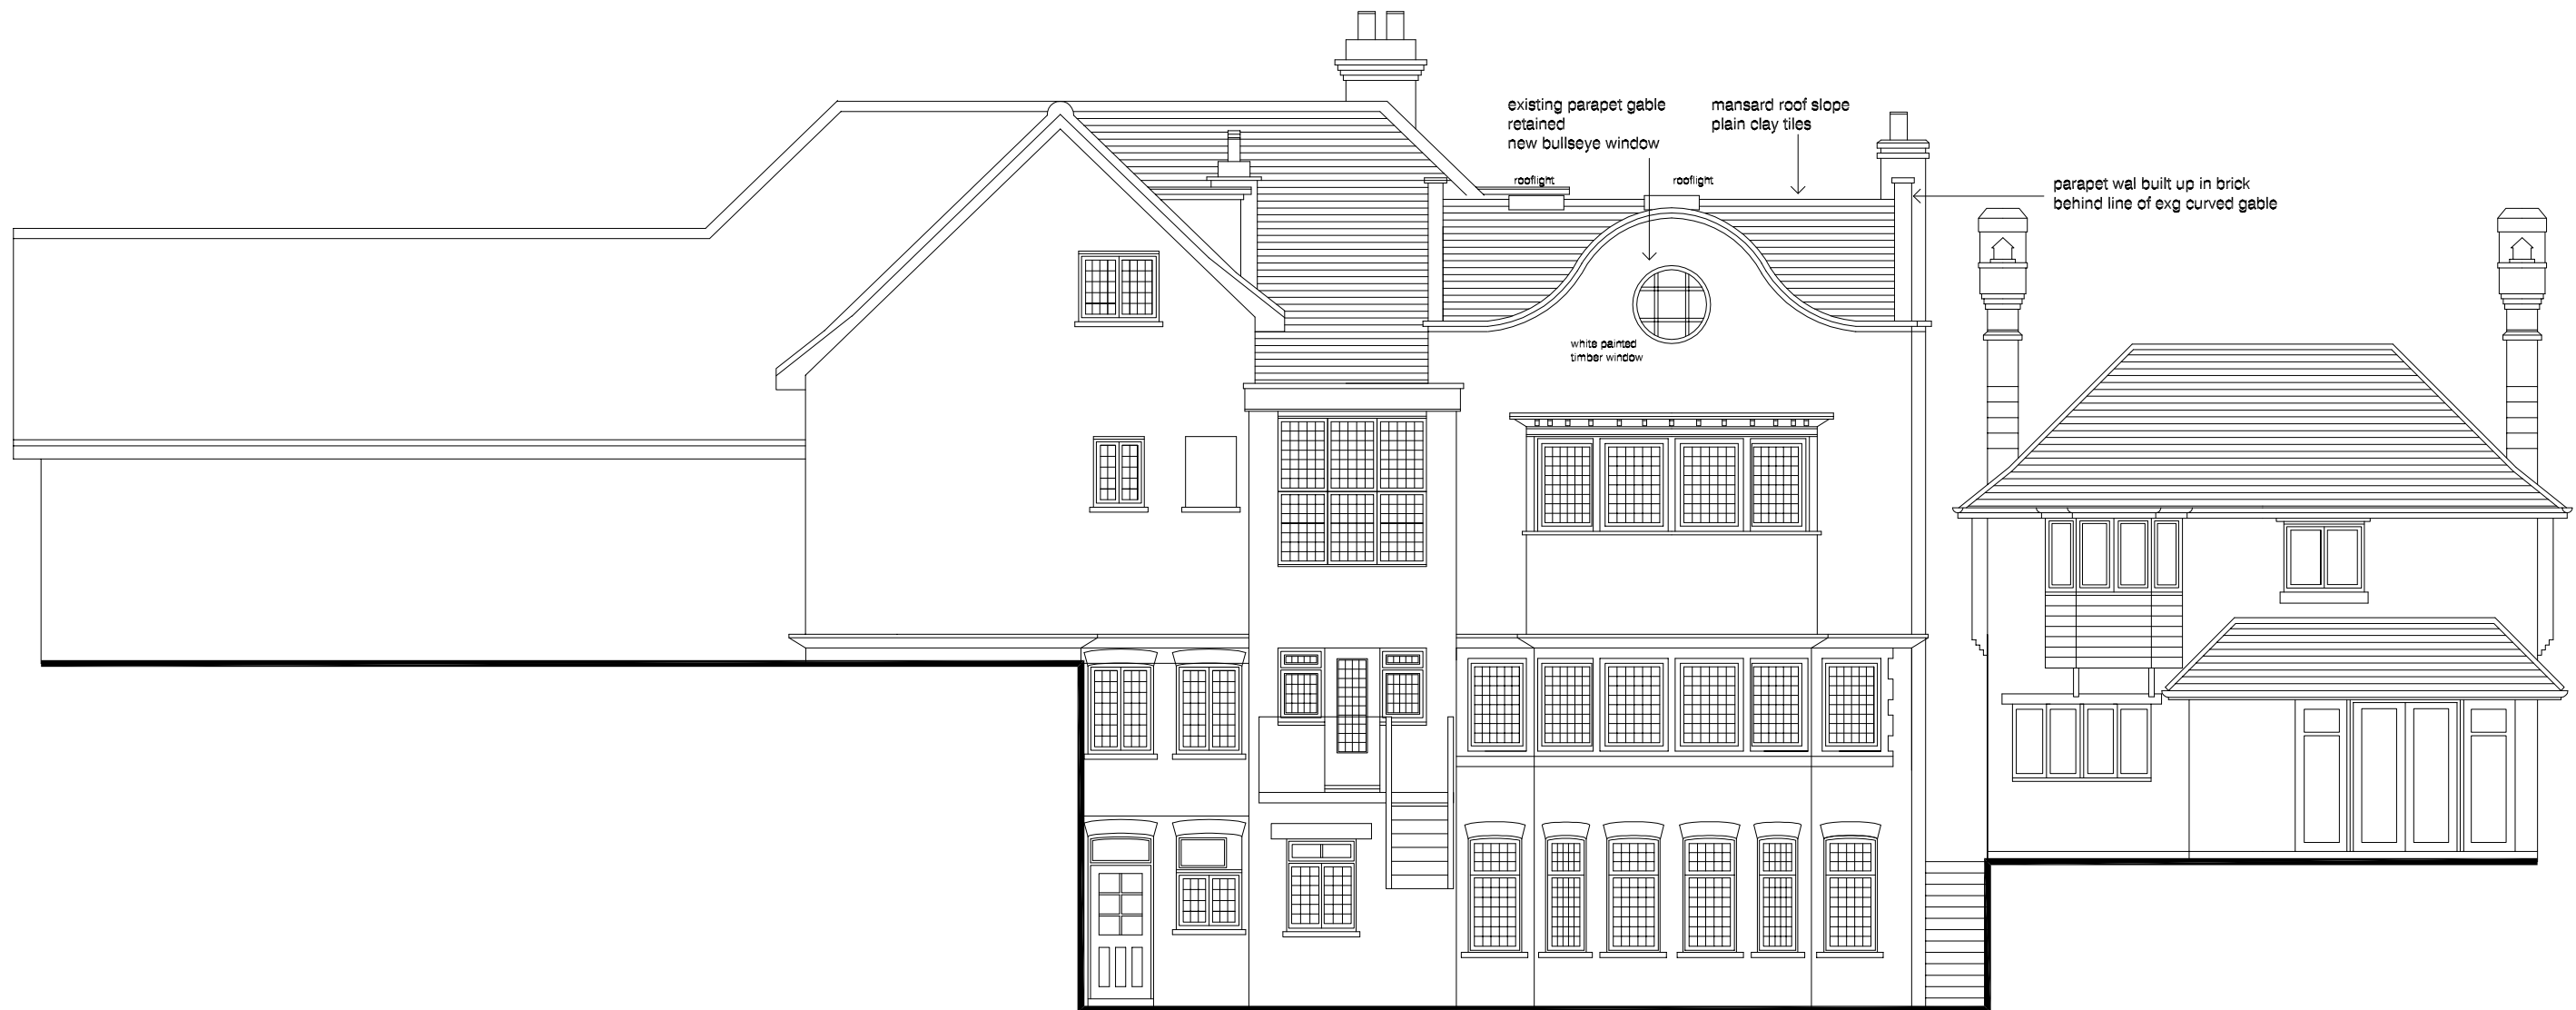 existing parapet gable
retained
new bullseye window
mansard roof slope
plain clay tiles
rooflight
rooflight
parapet wal built up in brick
behind line of exg curved gable
white painted
timber window